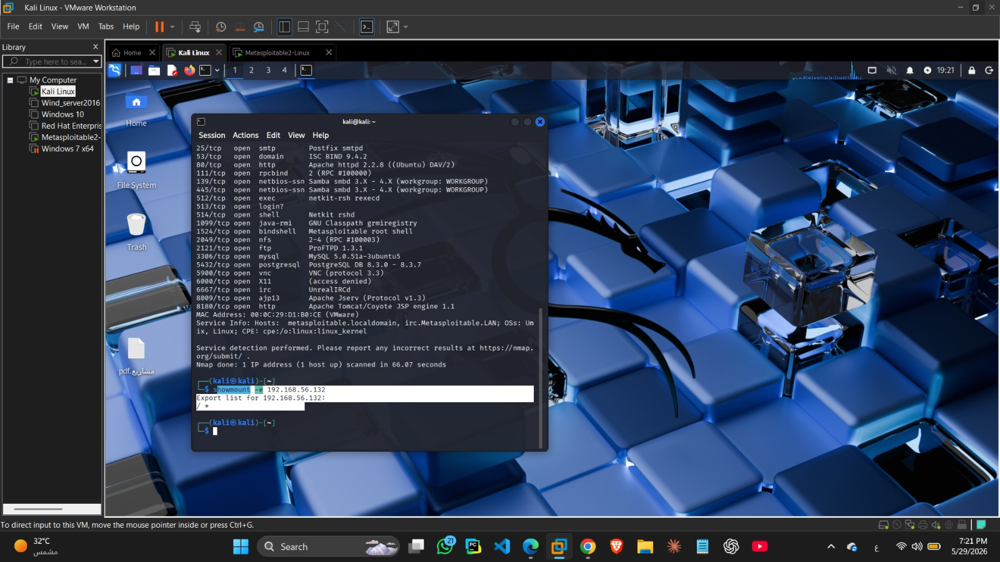 Kali Linux - VMware Workstation
File Edit View VM Tabs Help
Library
Type here to sea...
My Computer
Kali Linux
Wind_server2016
Windows 10
Red Hat Enterpris
Metasploitable2-
Windows 7 x64
Home
Kali Linux
Metasploitable2-Linux
1 2 3 4
19:21
Home
File System
Trash
مشاريع.pdf
kali@kali: ~
Session Actions Edit View Help
25/tcp open smtp Postfix smtpd
53/tcp open domain ISC BIND 9.4.2
80/tcp open http Apache httpd 2.2.8 ((Ubuntu) DAV/2)
111/tcp open rpcbind 2 (RPC #100000)
139/tcp open netbios-ssn Samba smbd 3.X - 4.X (workgroup: WORKGROUP)
445/tcp open netbios-ssn Samba smbd 3.X - 4.X (workgroup: WORKGROUP)
512/tcp open exec netkit-rsh rexecd
513/tcp open login?
514/tcp open shell Netkit rshd
1099/tcp open java-rmi GNU Classpath grmiregistry
1524/tcp open bindshell Metasploitable root shell
2049/tcp open nfs 2-4 (RPC #100003)
2121/tcp open ftp ProFTPD 1.3.1
3306/tcp open mysql MySQL 5.0.51a-3ubuntu5
5432/tcp open postgresql PostgreSQL DB 8.3.0 - 8.3.7
5900/tcp open vnc VNC (protocol 3.3)
6000/tcp open X11 (access denied)
6667/tcp open irc UnrealIRCd
8009/tcp open ajp13 Apache Jserv (Protocol v1.3)
8180/tcp open http Apache Tomcat/Coyote JSP engine 1.1
MAC Address: 00:0C:29:D1:B0:CE (VMware)
Service Info: Hosts:  metasploitable.localdomain, irc.Metasploitable.LAN; OSs: Un
ix, Linux; CPE: cpe:/o:linux:linux_kernel
Service detection performed. Please report any incorrect results at https://nmap.
org/submit/ .
Nmap done: 1 IP address (1 host up) scanned in 66.07 seconds
┌──(kali㉿kali)-[~]
└─$ showmount -e 192.168.56.132
Export list for 192.168.56.132:
/ *
┌──(kali㉿kali)-[~]
└─$
To direct input to this VM, move the mouse pointer inside or press Ctrl+G.
32°C
مشمس
Search
21
PC
ع
7:21 PM
5/29/2026